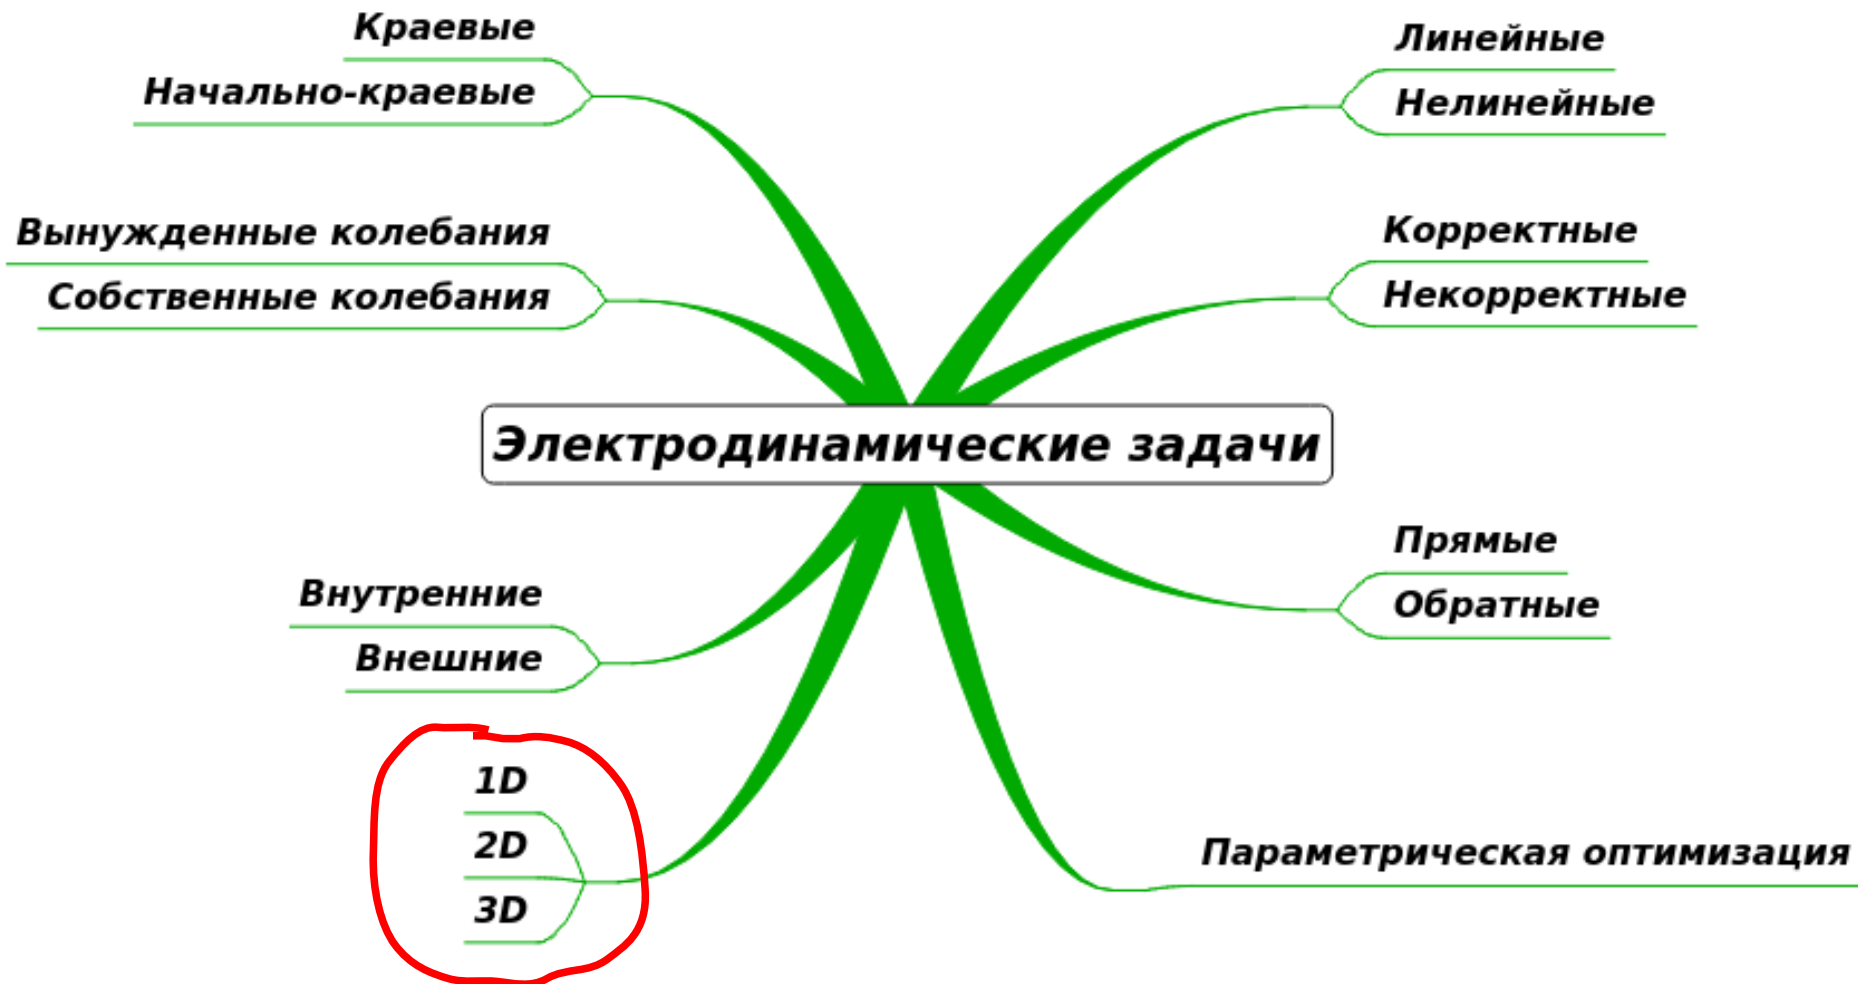 Краевые
Начально-краевые
Вынужденные колебания
Собственные колебания
Линейные
Нелинейные
Корректные
Некорректные
Электродинамические задачи
Внутренние
Внешние
1D
2D
3D
Прямые
Обратные
Параметрическая оптимизация